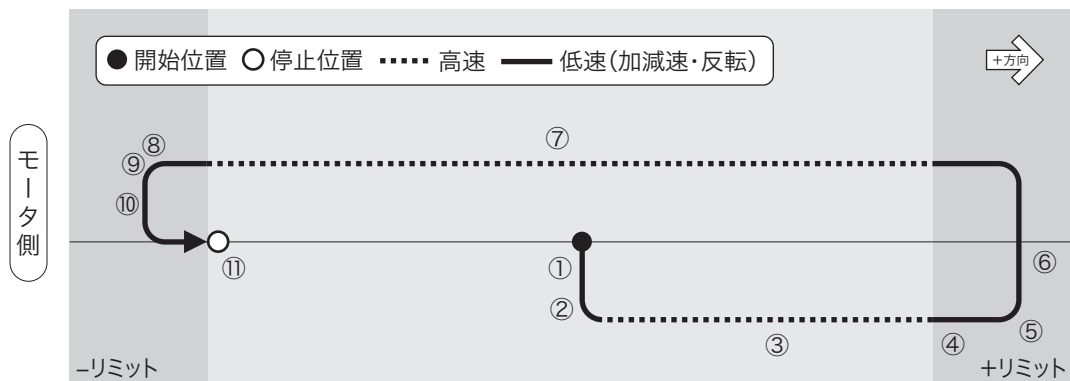 開始位置 停止位置 高速 低速(加減速・反転)
+方向
モータ側
⑦
⑧
⑨
⑩
⑪
①
⑥
②
③
④
⑤
−リミット
+リミット